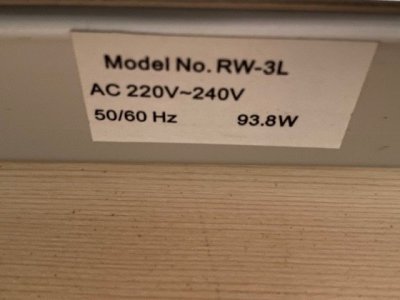 Model No. RW-3L
AC 220V~240V
50/60 Hz 93.8W